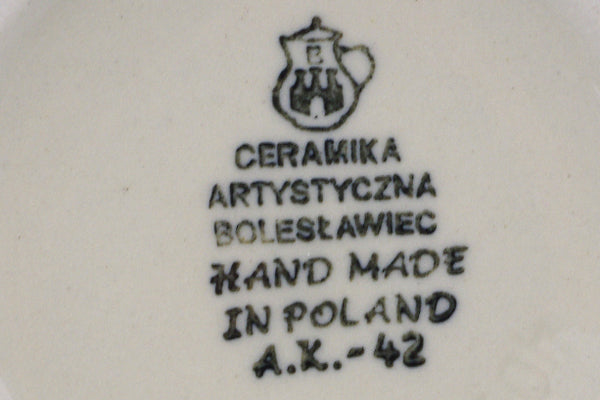 C
CERAMIKA
ARTYSTYCZNA
BOLESŁAWIEC
HAND MADE
IN POLAND
A.K.-42